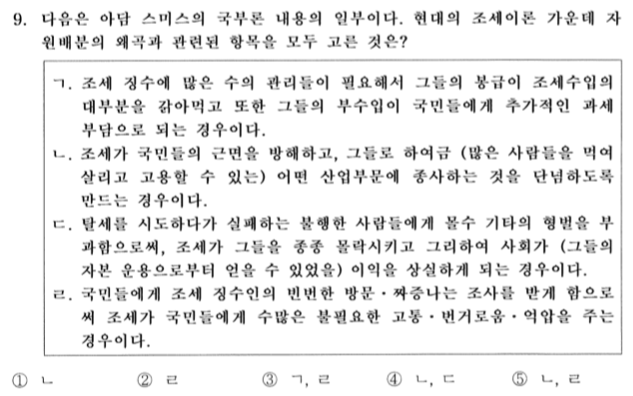 9. 다음은 아담 스미스의 국부론 내용의 일부이다. 현대의 조세이론 가운데 자
원배분의 왜곡과 관련된 항목을 모두 고른 것은?
ㄱ. 조세 징수에 많은 수의 관리들이 필요해서 그들의 봉급이 조세수입의
대부분을 갉아먹고 또한 그들의 부수입이 국민들에게 추가적인 과세
부담으로 되는 경우이다.
ㄴ. 조세가 국민들의 근면을 방해하고, 그들로 하여금 (많은 사람들을 먹여
살리고 고용할 수 있는) 어떤 산업부문에 종사하는 것을 단념하도록
만드는 경우이다.
ㄷ. 탈세를 시도하다가 실패하는 불행한 사람들에게 몰수 기타의 형벌을 부
과함으로써, 조세가 그들을 종종 몰락시키고 그리하여 사회가 (그들의
자본 운용으로부터 얻을 수 있었을) 이익을 상실하게 되는 경우이다.
ㄹ. 국민들에게 조세 징수인의 빈번한 방문·짜증나는 조사를 받게 함으로
써 조세가 국민들에게 수많은 불필요한 고통·번거로움·억압을 주는
경우이다.
① ㄴ ② ㄹ ③ ㄱ, ㄹ ④ ㄴ, ㄷ ⑤ ㄴ, ㄹ